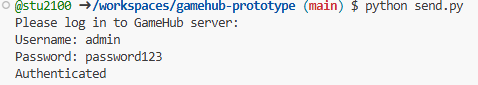 @stu2100 ➜/workspaces/gamehub-prototype (main) $ python send.py
Please log in to GameHub server:
Username: admin
Password: password123
Authenticated